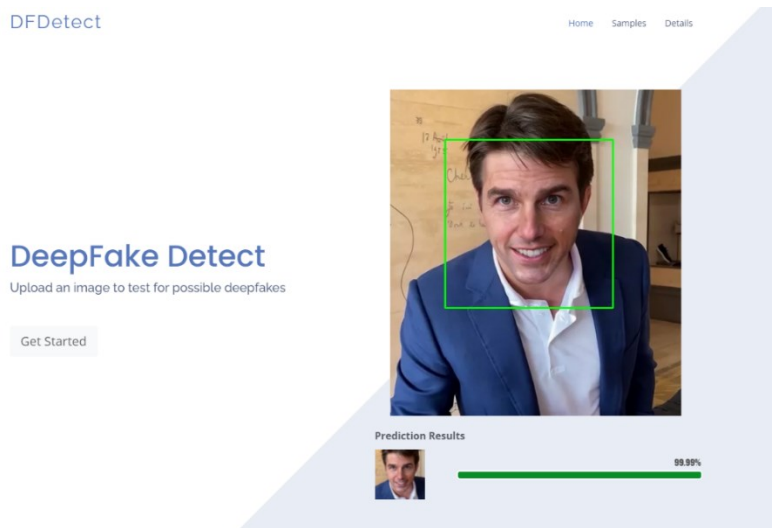 DFDetect
Home Samples Details
DeepFake Detect
Upload an image to test for possible deepfakes
Get Started
Prediction Results
99.99%